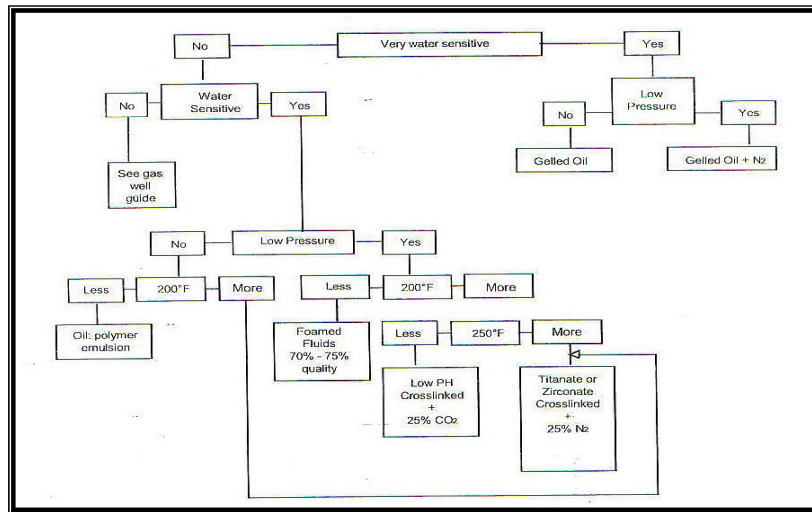 No
Very water sensitive
Yes
No
Water
Sensitive
Yes
Low
Pressure
No
Yes
Gelled Oil
Gelled Oil + N2
See gas
well
guide
No
Low Pressure
Yes
Less
200°F
More
Less
200°F
More
Oil: polymer
emulsion
Foamed
Fluids
70% - 75%
quality
Less
250°F
More
Low PH
Crosslinked
+
25% CO2
Titanate or
Zirconate
Crosslinked
+
25% N2